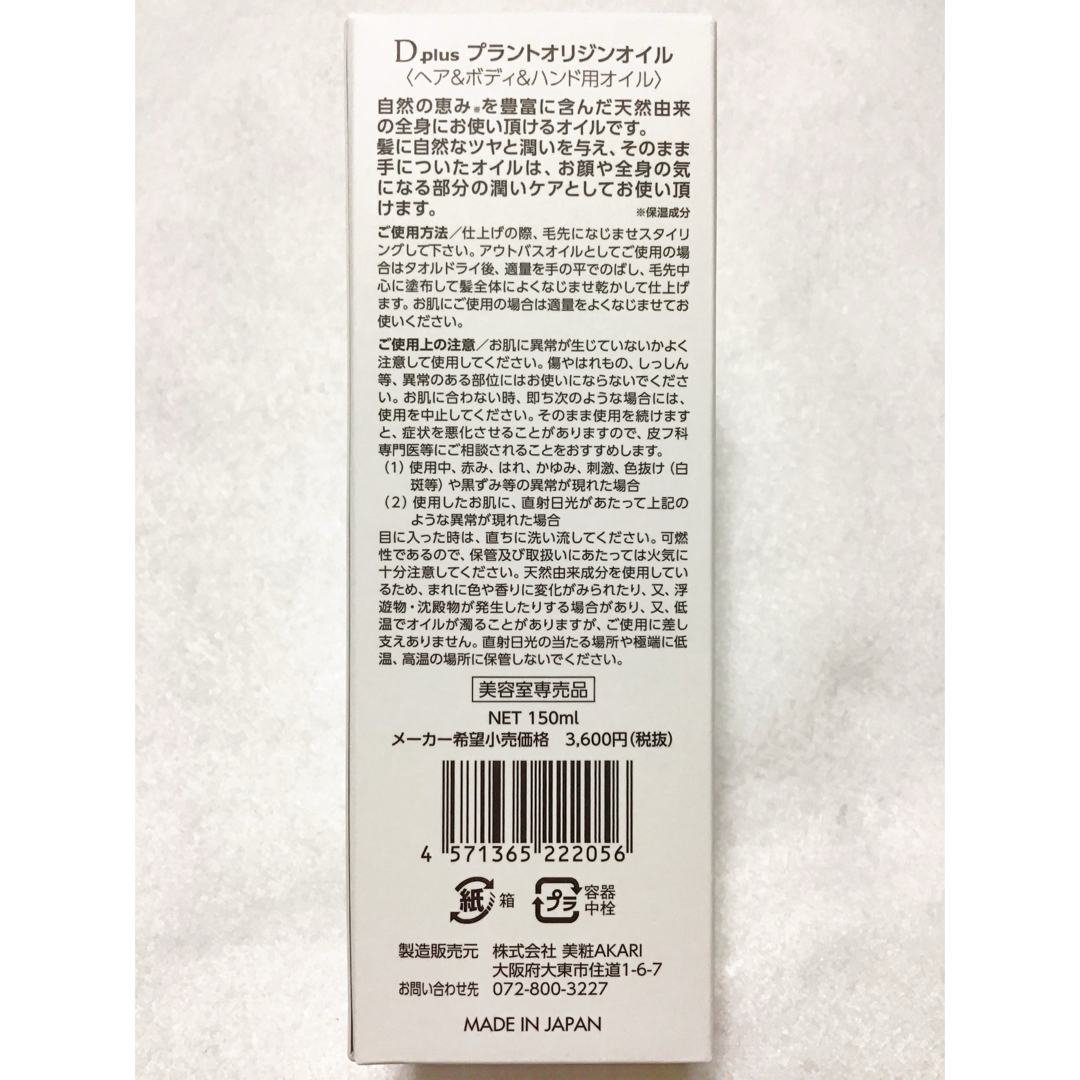 D.plus プラントオリジンオイル
〈ヘア&ボディ&ハンド用オイル〉
自然の恵み※を豊富に含んだ天然由来
の全身にお使い頂けるオイルです。
髪に自然なツヤと潤いを与え、そのまま
手についたオイルは、お顔や全身の気
になる部分の潤いケアとしてお使い頂
けます。 ※保湿成分
ご使用方法／仕上げの際、毛先になじませスタイリ
ングして下さい。アウトバスオイルとしてご使用の場
合はタオルドライ後、適量を手の平でのばし、毛先中
心に塗布して髪全体によくなじませ乾かして仕上げ
ます。お肌にご使用の場合は適量をよくなじませてお
使いください。
ご使用上の注意／お肌に異常が生じていないかよく
注意して使用してください。傷やはれもの、しっしん
等、異常のある部位にはお使いにならないでくださ
い。お肌に合わない時、即ち次のような場合には、
使用を中止してください。そのまま使用を続けます
と、症状を悪化させることがありますので、皮フ科
専門医等にご相談されることをおすすめします。
（1）使用中、赤み、はれ、かゆみ、刺激、色抜け（白
斑等）や黒ずみ等の異常が現れた場合
（2）使用したお肌に、直射日光があたって上記の
ような異常が現れた場合
目に入った時は、直ちに洗い流してください。可燃
性であるので、保管及び取扱いにあたっては火気に
十分注意してください。天然由来成分を使用してい
るため、まれに色や香りに変化がみられたり、又、浮
遊物・沈殿物が発生したりする場合があり、又、低
温でオイルが濁ることがありますが、ご使用に差し
支えありません。直射日光の当たる場所や極端に低
温、高温の場所に保管しないでください。
美容室専売品
NET 150ml
メーカー希望小売価格 3,600円（税抜）
4 571365 222056
紙 箱 プラ 容器
中栓
製造販売元 株式会社 美粧AKARI
大阪府大東市住道1-6-7
お問い合わせ先 072-800-3227
MADE IN JAPAN